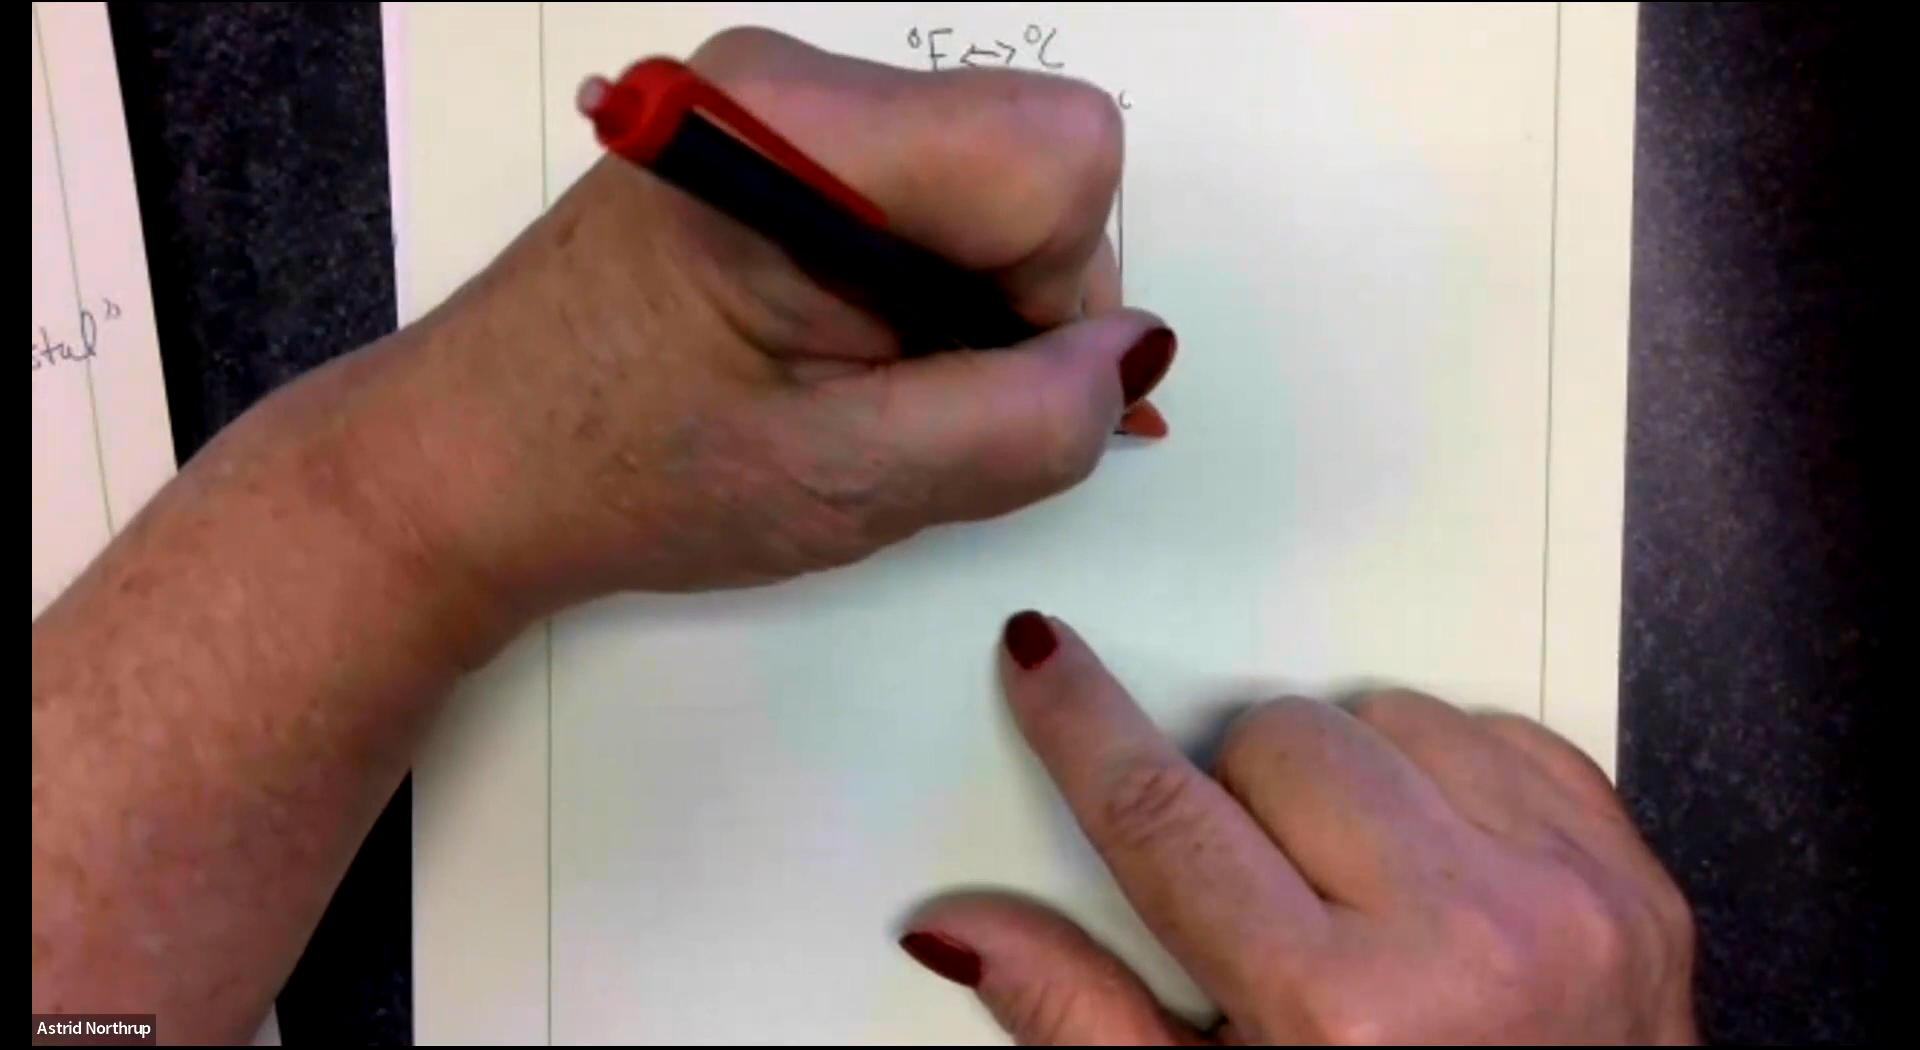 °F ↔ °C
stal"
Astrid Northrup